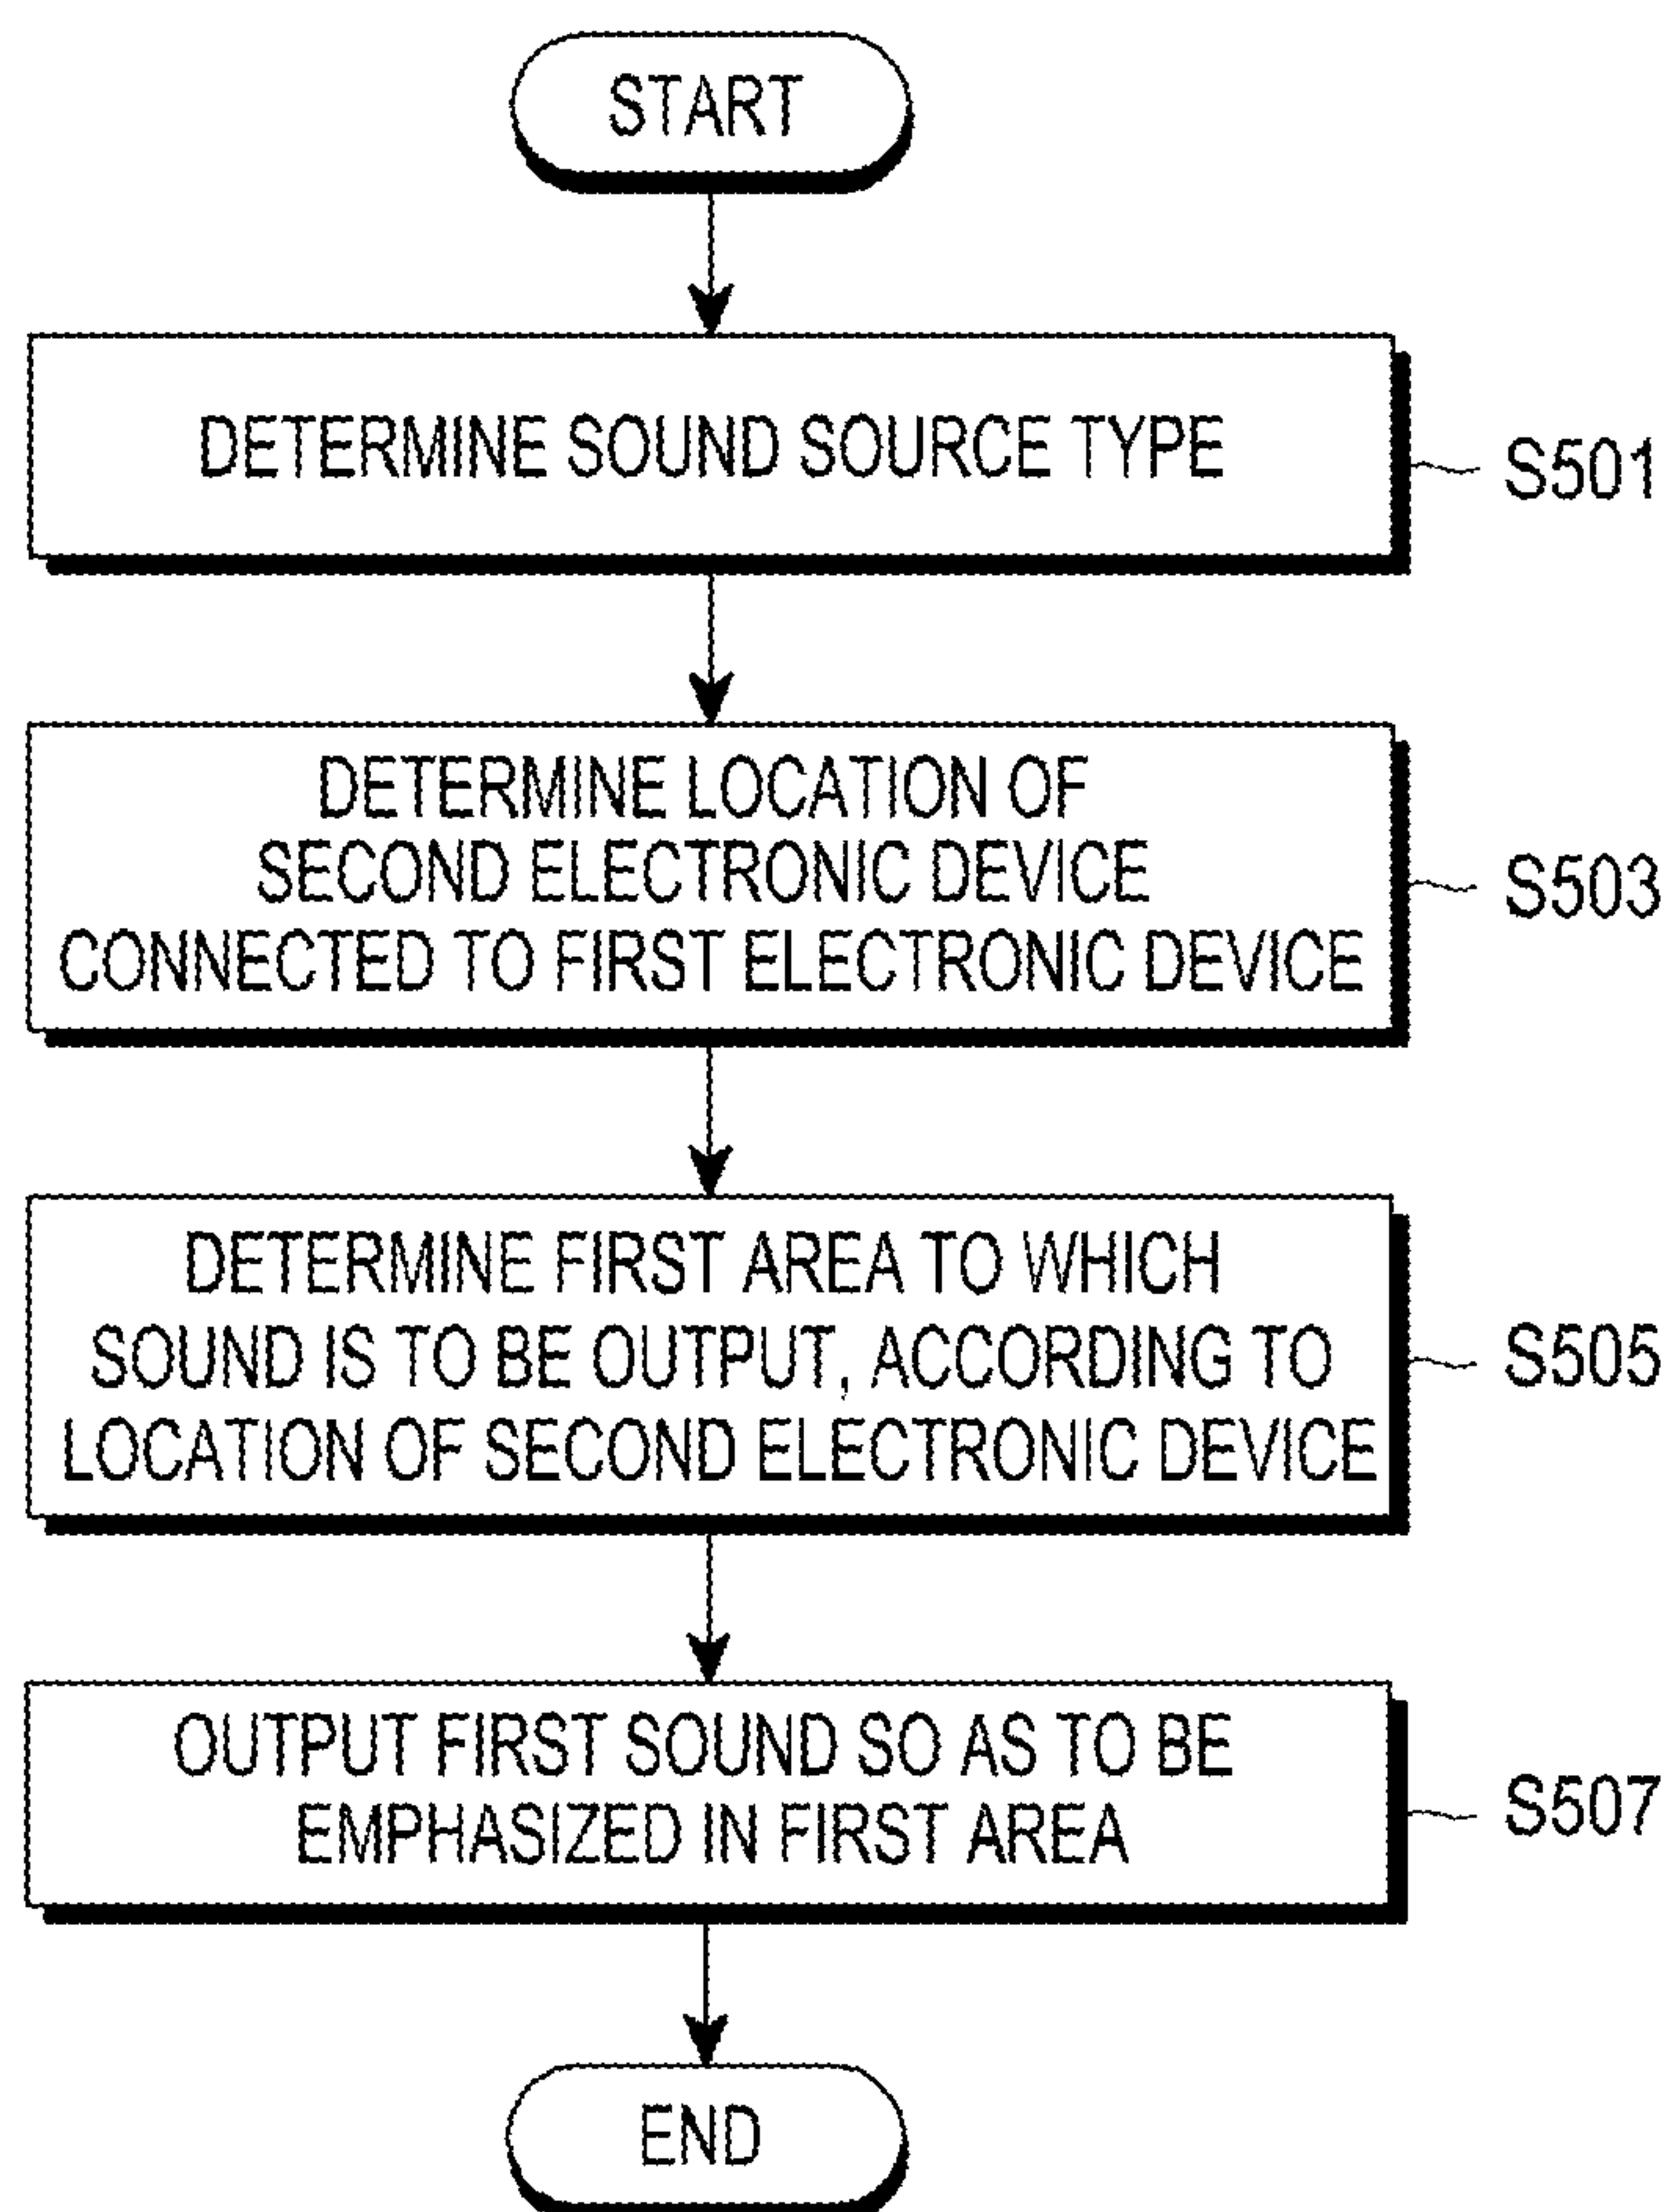 START
DETERMINE SOUND SOURCE TYPE
S501
DETERMINE LOCATION OF
SECOND ELECTRONIC DEVICE
CONNECTED TO FIRST ELECTRONIC DEVICE
S503
DETERMINE FIRST AREA TO WHICH
SOUND IS TO BE OUTPUT, ACCORDING TO
LOCATION OF SECOND ELECTRONIC DEVICE
S505
OUTPUT FIRST SOUND SO AS TO BE
EMPHASIZED IN FIRST AREA
S507
END